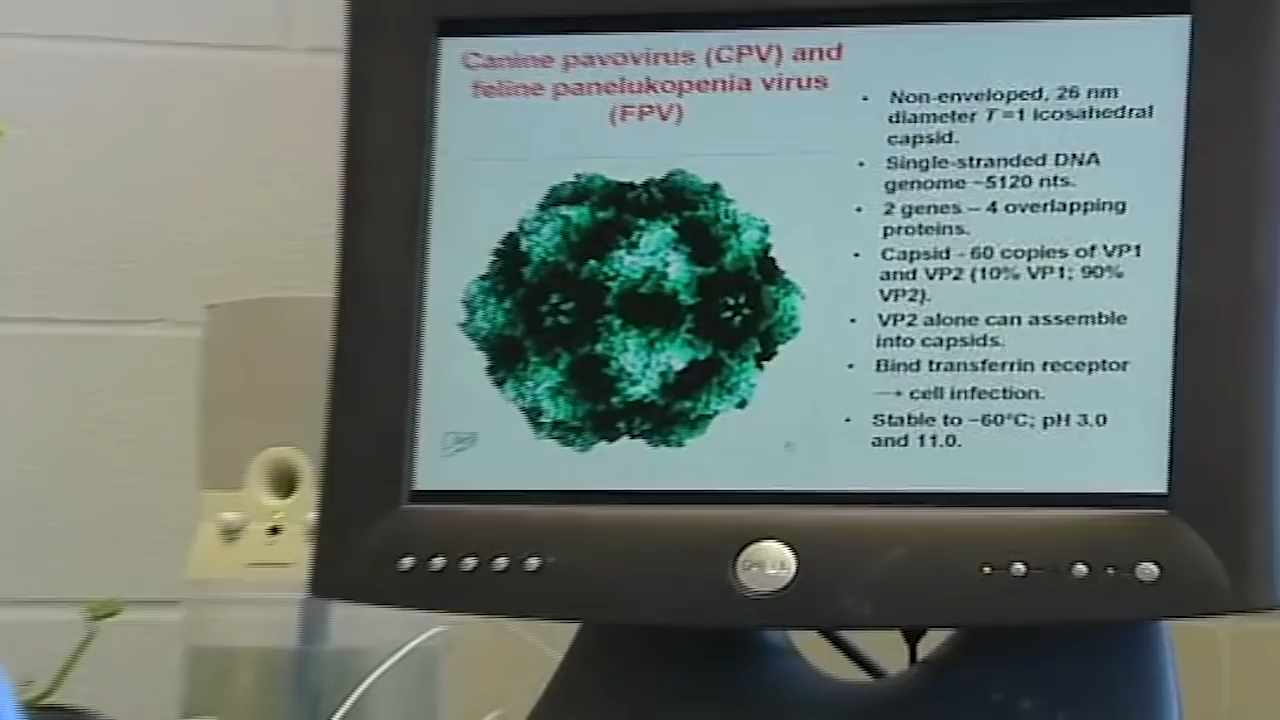 Canine pavovirus (CPV) and
feline panelukopenia virus
(FPV)
• Non-enveloped, 26 nm
diameter T=1 icosahedral
capsid.
• Single-stranded DNA
genome ~5120 nts.
• 2 genes – 4 overlapping
proteins.
• Capsid - 60 copies of VP1
and VP2 (10% VP1; 90%
VP2).
• VP2 alone can assemble
into capsids.
• Bind transferrin receptor
→ cell infection.
• Stable to ~60°C; pH 3.0
and 11.0.
DELL